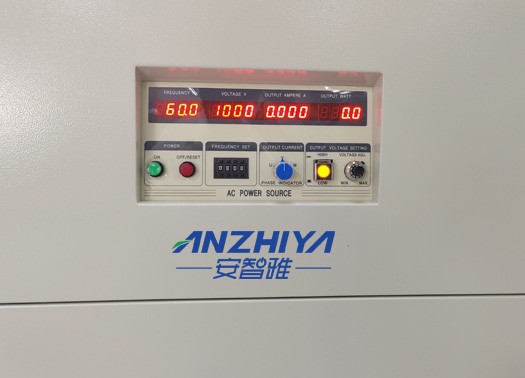 FREQUENCY VOLTAGE V OUTPUT AMPERE A OUTPUT WATT
60.0 1000 0.000 0.0
POWER FREQUENCY SET OUTPUT CURRENT OUTPUT VOLTAGE SETTING
ON OFF/RESET HIGH VOLTAGE ADJ.
U V W
LOW MIN MAX
PHASE INDICATOR
AC POWER SOURCE
ANZHIYA
安智雅